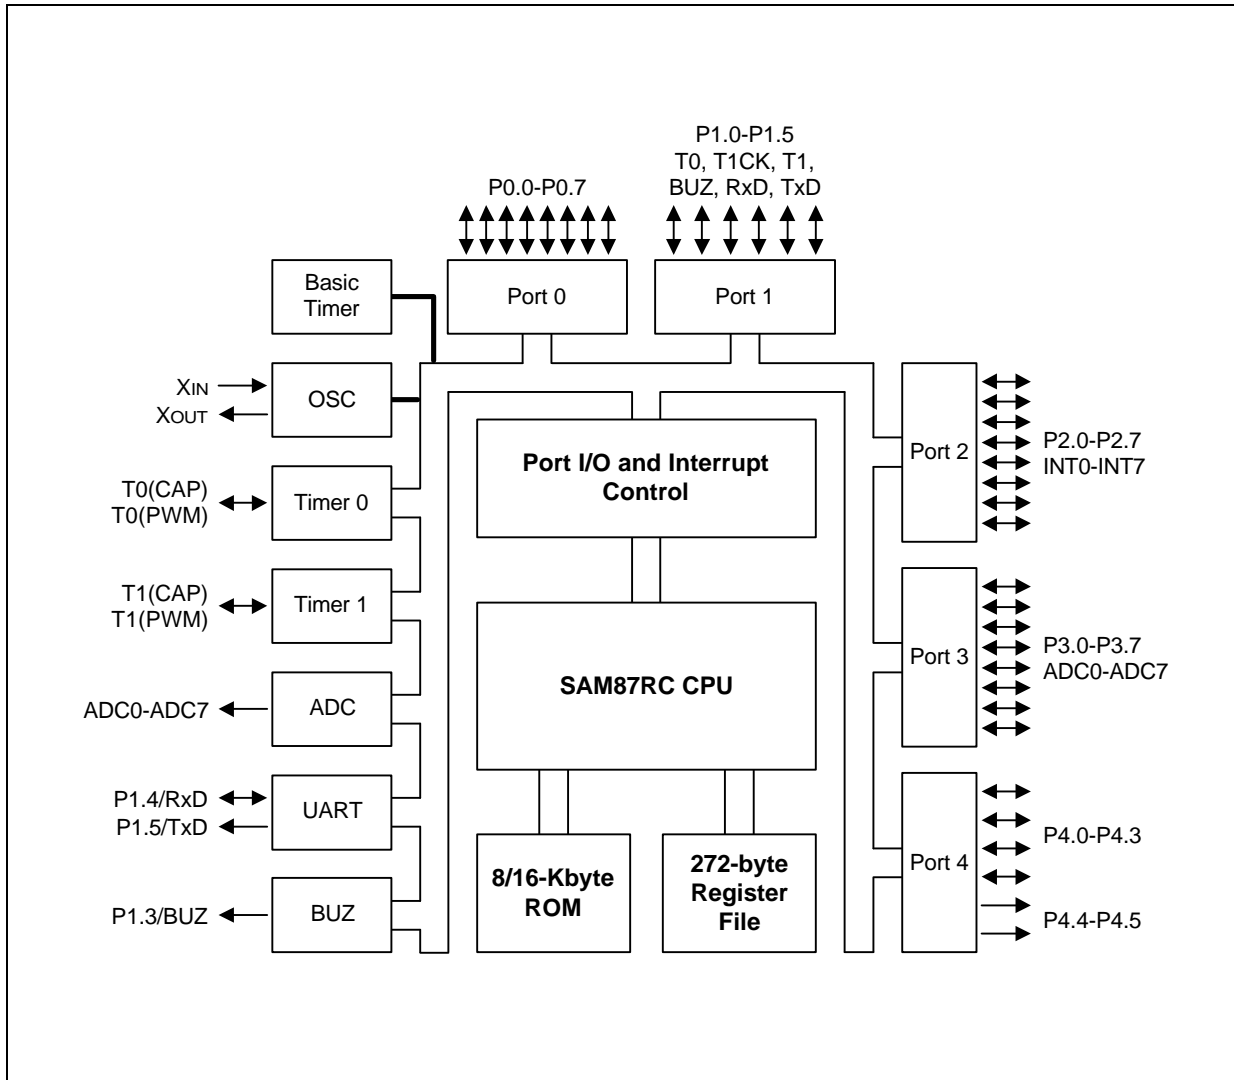 P1.0-P1.5
T0, T1CK, T1,
BUZ, RxD, TxD
P0.0-P0.7
Basic
Timer
Port 0
Port 1
XIN
XOUT
OSC
Port I/O and Interrupt
Control
Port 2
P2.0-P2.7
INT0-INT7
T0(CAP)
T0(PWM)
Timer 0
T1(CAP)
T1(PWM)
Timer 1
SAM87RC CPU
Port 3
P3.0-P3.7
ADC0-ADC7
ADC0-ADC7
ADC
P1.4/RxD
P1.5/TxD
UART
8/16-Kbyte
ROM
272-byte
Register
File
Port 4
P4.0-P4.3
P4.4-P4.5
P1.3/BUZ
BUZ